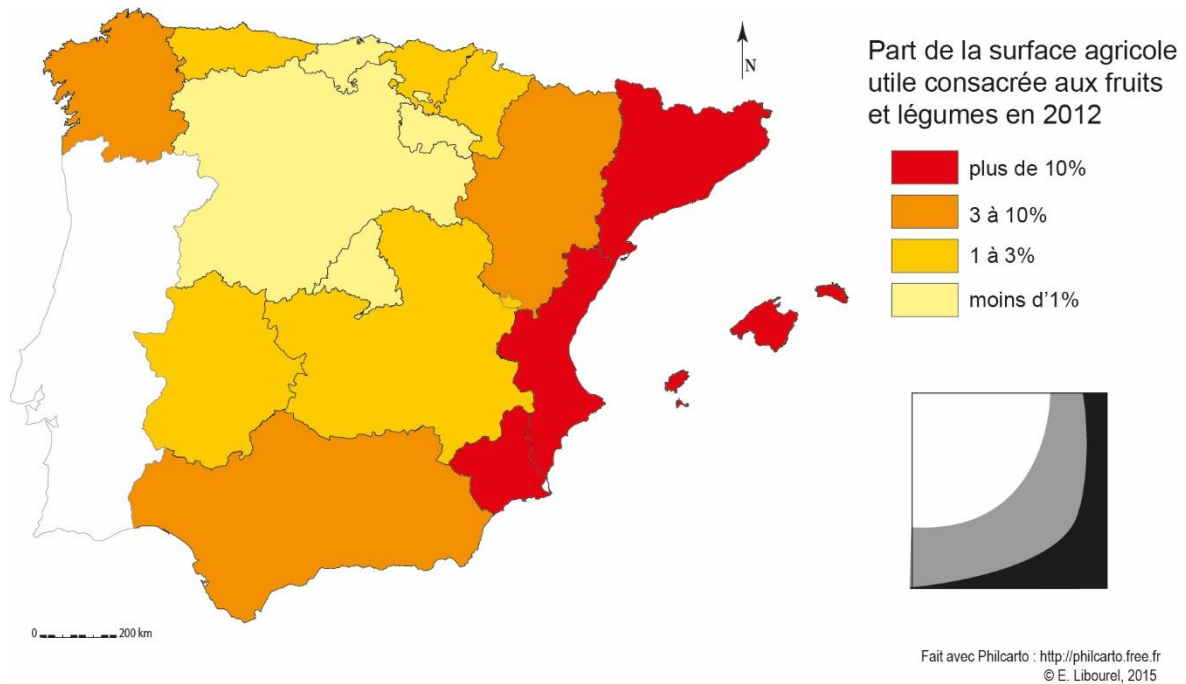 N
Part de la surface agricole
utile consacrée aux fruits
et légumes en 2012
plus de 10%
3 à 10%
1 à 3%
moins d'1%
0 200 km
Fait avec Philcarto : http://philcarto.free.fr
© E. Libourel, 2015